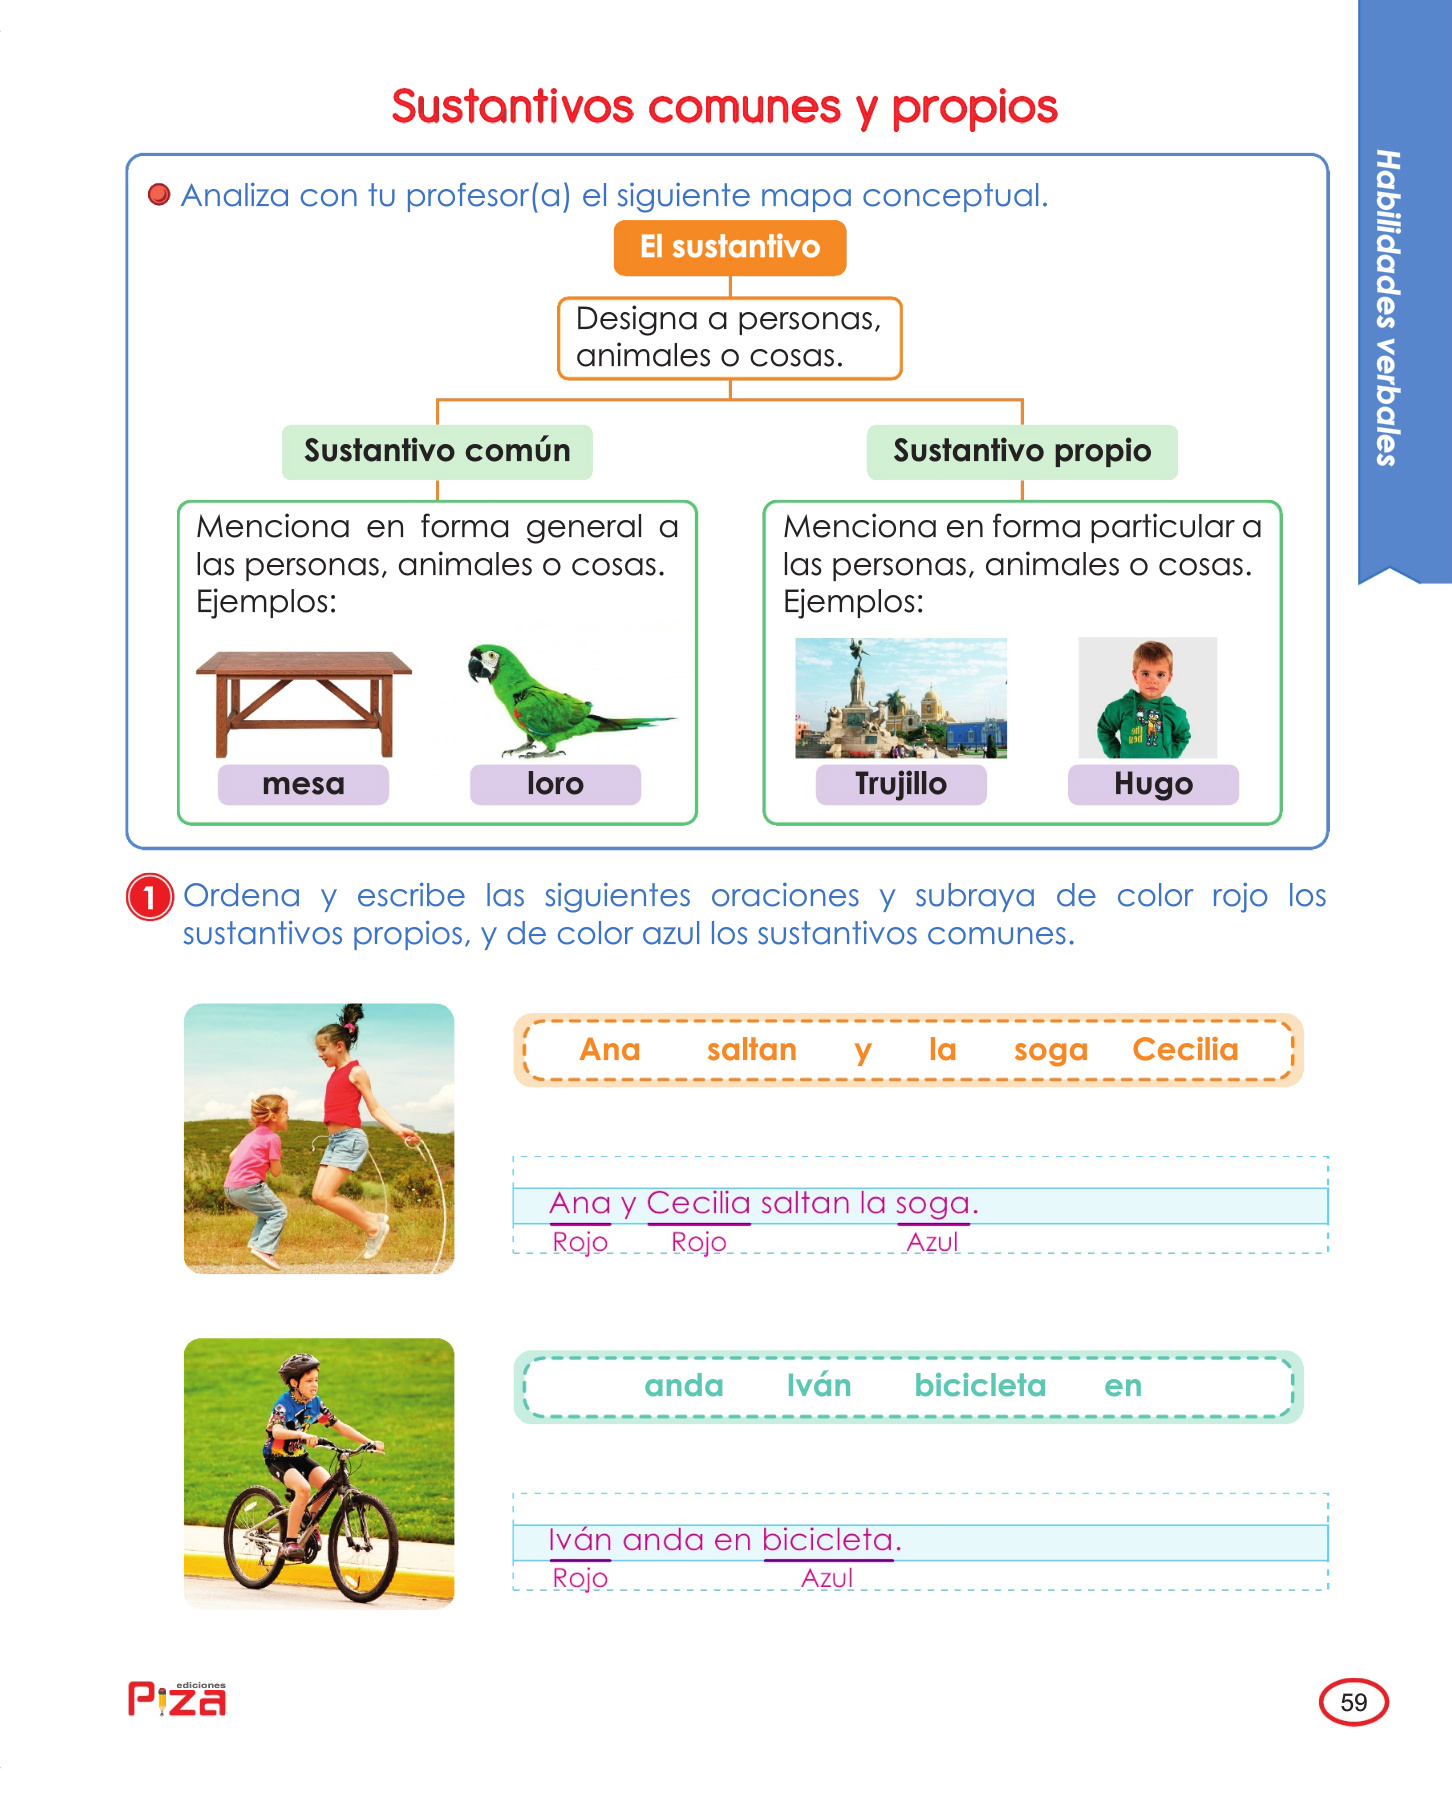 Sustantivos comunes y propios
Habilidades verbales
Analiza con tu profesor(a) el siguiente mapa conceptual.
El sustantivo
Designa a personas,
animales o cosas.
Sustantivo común
Menciona en forma general a
las personas, animales o cosas.
Ejemplos:
mesa
loro
Sustantivo propio
Menciona en forma particular a
las personas, animales o cosas.
Ejemplos:
Trujillo
Hugo
1 Ordena y escribe las siguientes oraciones y subraya de color rojo los
sustantivos propios, y de color azul los sustantivos comunes.
Ana saltan y la soga Cecilia
Ana y Cecilia saltan la soga.
Rojo Rojo Azul
anda Iván bicicleta en
Iván anda en bicicleta.
Rojo Azul
ediciones
Piza
59